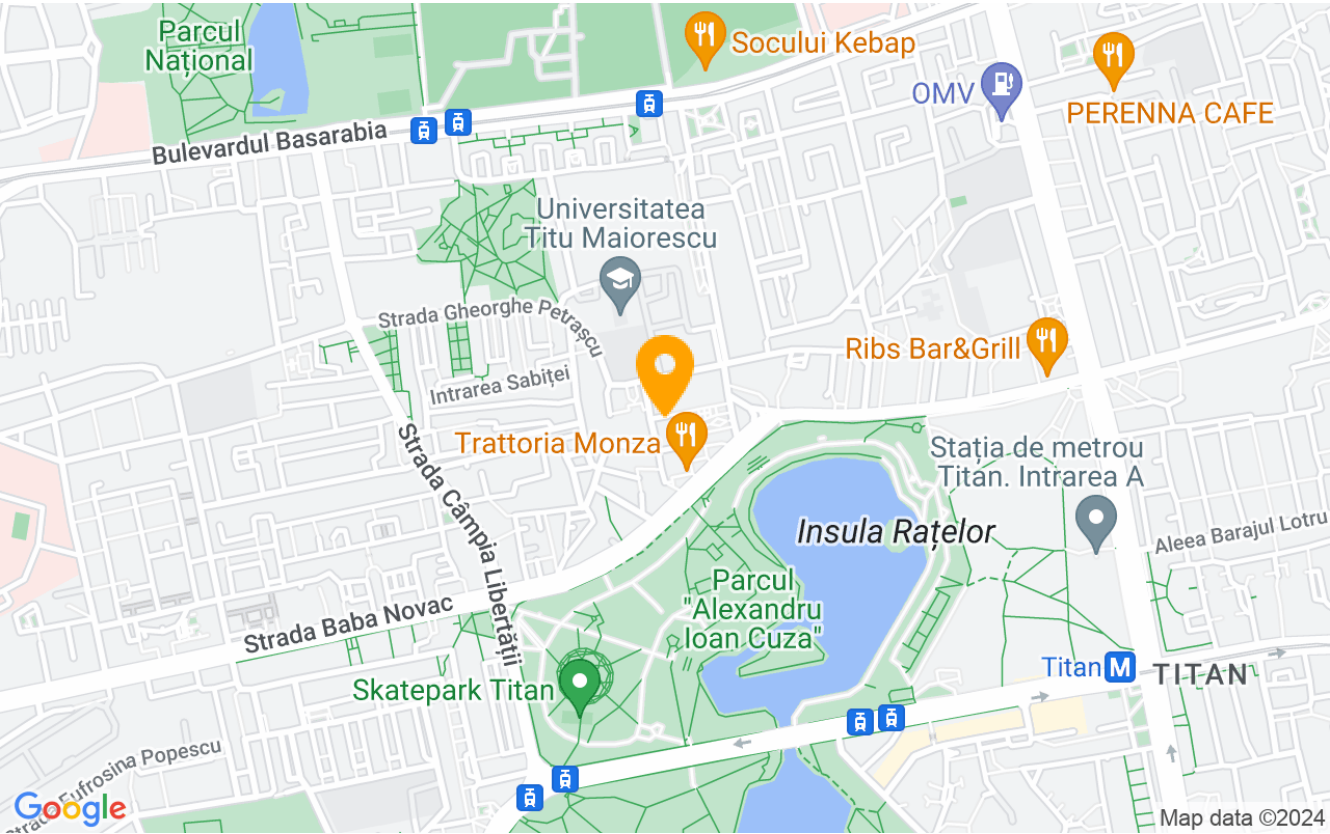 Parcul
Național
Socului Kebap
OMV
PERENNA CAFE
Bulevardul Basarabia
Universitatea
Titu Maiorescu
Strada Gheorghe Petrașcu
Ribs Bar&Grill
Intrarea Sabiței
Trattoria Monza
Strada Câmpia Libertății
Stația de metrou
Titan. Intrarea A
Insula Rațelor
Aleea Barajul Lotru
Parcul
"Alexandru
Ioan Cuza"
Strada Baba Novac
Titan M
TITAN
Skatepark Titan
Strada Eufrosina Popescu
Google
Map data ©2024